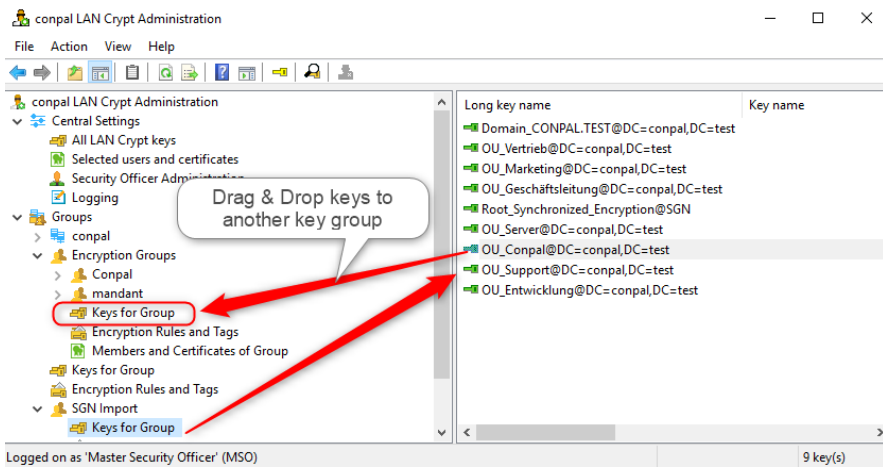 conpal LAN Crypt Administration
File Action View Help
conpal LAN Crypt Administration
Central Settings
All LAN Crypt keys
Selected users and certificates
Security Officer Administration
Logging
Groups
conpal
Encryption Groups
Conpal
mandant
Keys for Group
Encryption Rules and Tags
Members and Certificates of Group
Keys for Group
Encryption Rules and Tags
SGN Import
Keys for Group
Drag & Drop keys to
another key group
Long key name Key name
Domain_CONPAL.TEST@DC=conpal,DC=test
OU_Vertrieb@DC=conpal,DC=test
OU_Marketing@DC=conpal,DC=test
OU_Geschäftsleitung@DC=conpal,DC=test
Root_Synchronized_Encryption@SGN
OU_Server@DC=conpal,DC=test
OU_Conpal@DC=conpal,DC=test
OU_Support@DC=conpal,DC=test
OU_Entwicklung@DC=conpal,DC=test
Logged on as 'Master Security Officer' (MSO) 9 key(s)